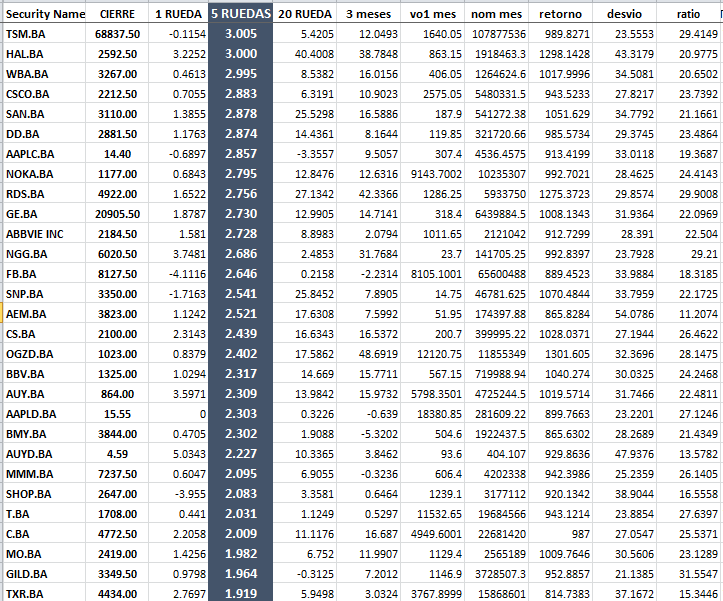 Security Name CIERRE 1 RUEDA 5 RUEDAS 20 RUEDA 3 meses vo1 mes nom mes retorno desvio ratio
TSM.BA 68837.50 -0.1154 3.005 5.4205 12.0493 1640.05 107877536 989.8271 23.5553 29.4149
HAL.BA 2592.50 3.2252 3.000 40.4008 38.7848 863.15 1918463.3 1298.1428 43.3179 20.9775
WBA.BA 3267.00 0.4613 2.995 8.5382 16.0156 406.05 1264624.6 1017.9996 34.5081 20.6502
CSCO.BA 2212.50 0.7055 2.883 6.3191 10.9023 2575.05 5480331.5 943.5233 27.8217 23.7392
SAN.BA 3110.00 1.3855 2.878 25.5298 16.5886 187.9 541272.38 1051.629 34.7792 21.1661
DD.BA 2881.50 1.1763 2.874 14.4361 8.1644 119.85 321720.66 985.5734 29.3745 23.4864
AAPLC.BA 14.40 -0.6897 2.857 -3.3557 9.5057 307.4 4536.4575 913.4199 33.0118 19.3687
NOKA.BA 1177.00 0.6843 2.795 12.8476 12.6316 9143.7002 10235307 992.7021 28.4625 24.4143
RDS.BA 4922.00 1.6522 2.756 27.1342 42.3366 1286.25 5933750 1275.3723 29.8574 29.9008
GE.BA 20905.50 1.8787 2.730 12.9905 14.7141 318.4 6439884.5 1008.1343 31.9364 22.0969
ABBVIE INC 2184.50 1.581 2.728 8.8983 2.0794 1011.65 2121042 912.7299 28.391 22.504
NGG.BA 6020.50 3.7481 2.686 2.4853 31.7684 23.7 141705.25 992.8397 23.7928 29.21
FB.BA 8127.50 -4.1116 2.646 0.2158 -2.2314 8105.1001 65600488 889.4523 33.9884 18.3185
SNP.BA 3350.00 -1.7163 2.541 25.8452 7.8905 14.75 46781.625 1070.4844 33.7959 22.1725
AEM.BA 3823.00 1.1242 2.521 17.6308 7.5992 51.95 174397.88 865.8284 54.0786 11.2074
CS.BA 2100.00 2.3143 2.439 16.6343 16.5372 200.7 399995.22 1028.0371 27.1944 26.4622
OGZD.BA 1023.00 0.8379 2.402 17.5862 48.6919 12120.75 11855349 1301.605 32.3696 28.1475
BBV.BA 1325.00 1.0294 2.317 14.669 15.7711 567.15 719988.94 1040.274 30.0325 24.2468
AUY.BA 864.00 3.5971 2.309 13.9842 15.9732 5798.3501 4725244.5 1019.5714 31.7466 22.4811
AAPLD.BA 15.55 0 2.303 0.3226 -0.639 18380.85 281609.22 899.7663 23.2201 27.1246
BMY.BA 3844.00 0.4705 2.302 1.9088 -5.3202 504.6 1922437.5 865.6302 28.2689 21.4349
AUYD.BA 4.59 5.0343 2.227 10.3365 3.8462 93.6 404.107 929.8636 47.9376 13.5782
MMM.BA 7237.50 0.6047 2.095 6.9055 -0.3236 606.4 4202338 942.3986 25.2359 26.1405
SHOP.BA 2647.00 -3.955 2.083 3.3581 0.6464 1239.1 3177112 920.1342 38.9044 16.5558
T.BA 1708.00 0.441 2.031 1.1249 0.5297 11532.65 19684566 943.1214 23.8854 27.6397
C.BA 4772.50 2.2058 2.009 11.1176 16.687 4949.6001 22681420 987 27.0547 25.5371
MO.BA 2419.00 1.4256 1.982 6.752 11.9907 1129.4 2565189 1009.7646 30.5606 23.1289
GILD.BA 3349.50 0.9798 1.964 -0.3125 7.2012 1146.9 3728507.3 952.8857 21.1385 31.5547
TXR.BA 4434.00 2.7697 1.919 5.9498 3.0324 3767.8999 15868601 814.7383 37.1672 15.3446